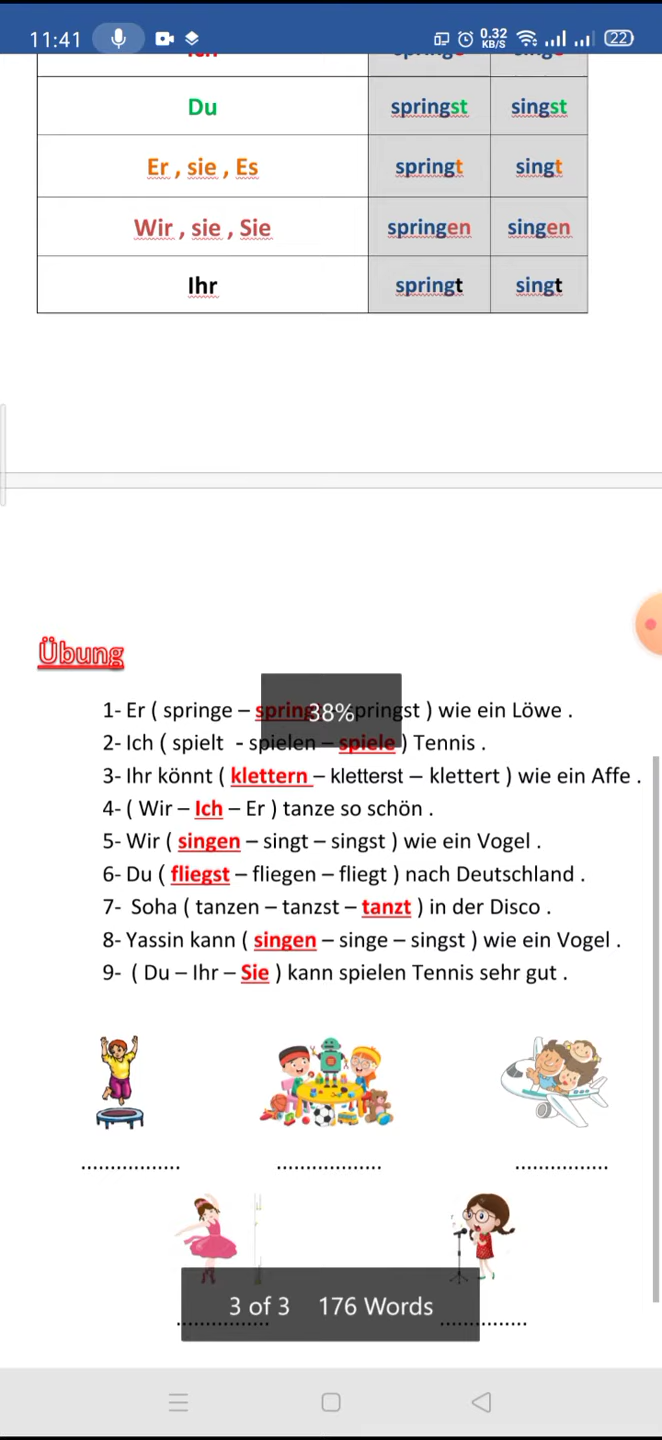 11:41 0.32 KB/S 22
Du springst singst
Er , sie , Es springt singt
Wir , sie , Sie springen singen
Ihr springt singt
Übung
1- Er ( springe – pringst ) wie ein Löwe .
38%
2- Ich ( spielt - spielen – spiele ) Tennis .
3- Ihr könnt ( klettern – kletterst – klettert ) wie ein Affe .
4- ( Wir – Ich – Er ) tanze so schön .
5- Wir ( singen – singt – singst ) wie ein Vogel .
6- Du ( fliegst – fliegen – fliegt ) nach Deutschland .
7- Soha ( tanzen – tanzst – tanzt ) in der Disco .
8- Yassin kann ( singen – singe – singst ) wie ein Vogel .
9- ( Du – Ihr – Sie ) kann spielen Tennis sehr gut .
................. .................. ................
3 of 3 176 Words